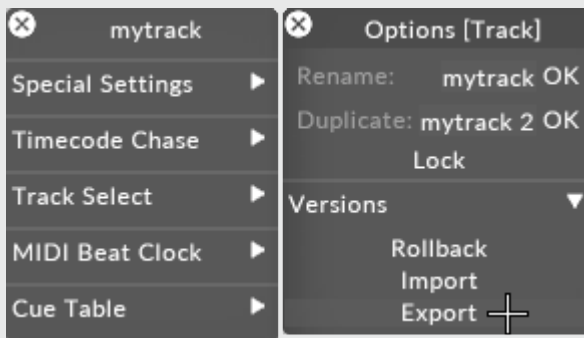 mytrack
Special Settings
Timecode Chase
Track Select
MIDI Beat Clock
Cue Table
Options [Track]
Rename: mytrack OK
Duplicate: mytrack 2 OK
Lock
Versions
Rollback
Import
Export